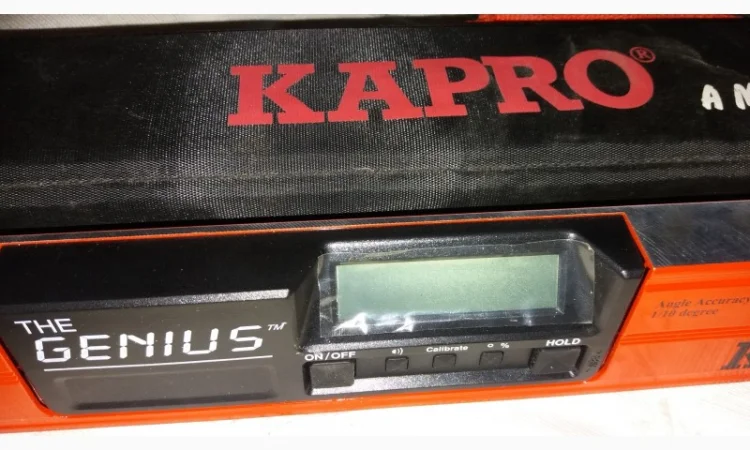 KAPRO®
THE
GENIUS™
ON/OFF
Calibrate
° %
HOLD
Angle Accuracy
1/10 degree